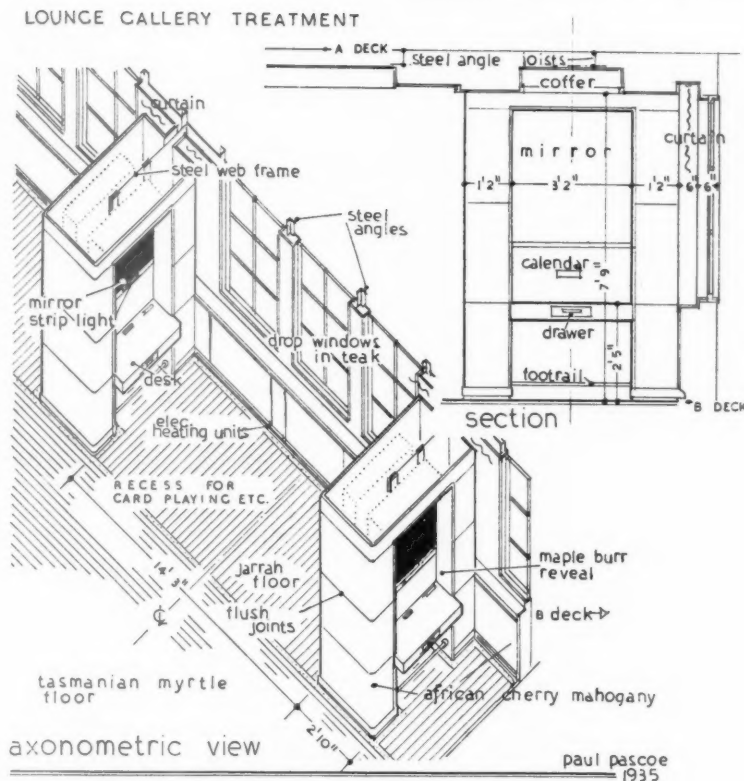 LOUNGE GALLERY TREATMENT
A DECK
steel angle joists
coffer
curtain
mirror
1'2" 3'2" 1'2" 6" 6"
calendar
7'9"
drawer
2'5"
footrail
B DECK
section
curtain
steel web frame
steel angles
mirror strip light
desk
drop windows in teak
elec heating units
RECESS FOR
CARD PLAYING ETC.
jarrah floor
flush joints
maple burr reveal
B deck
tasmanian myrtle floor
african cherry mahogany
2'10"
axonometric view
paul pascoe
1935